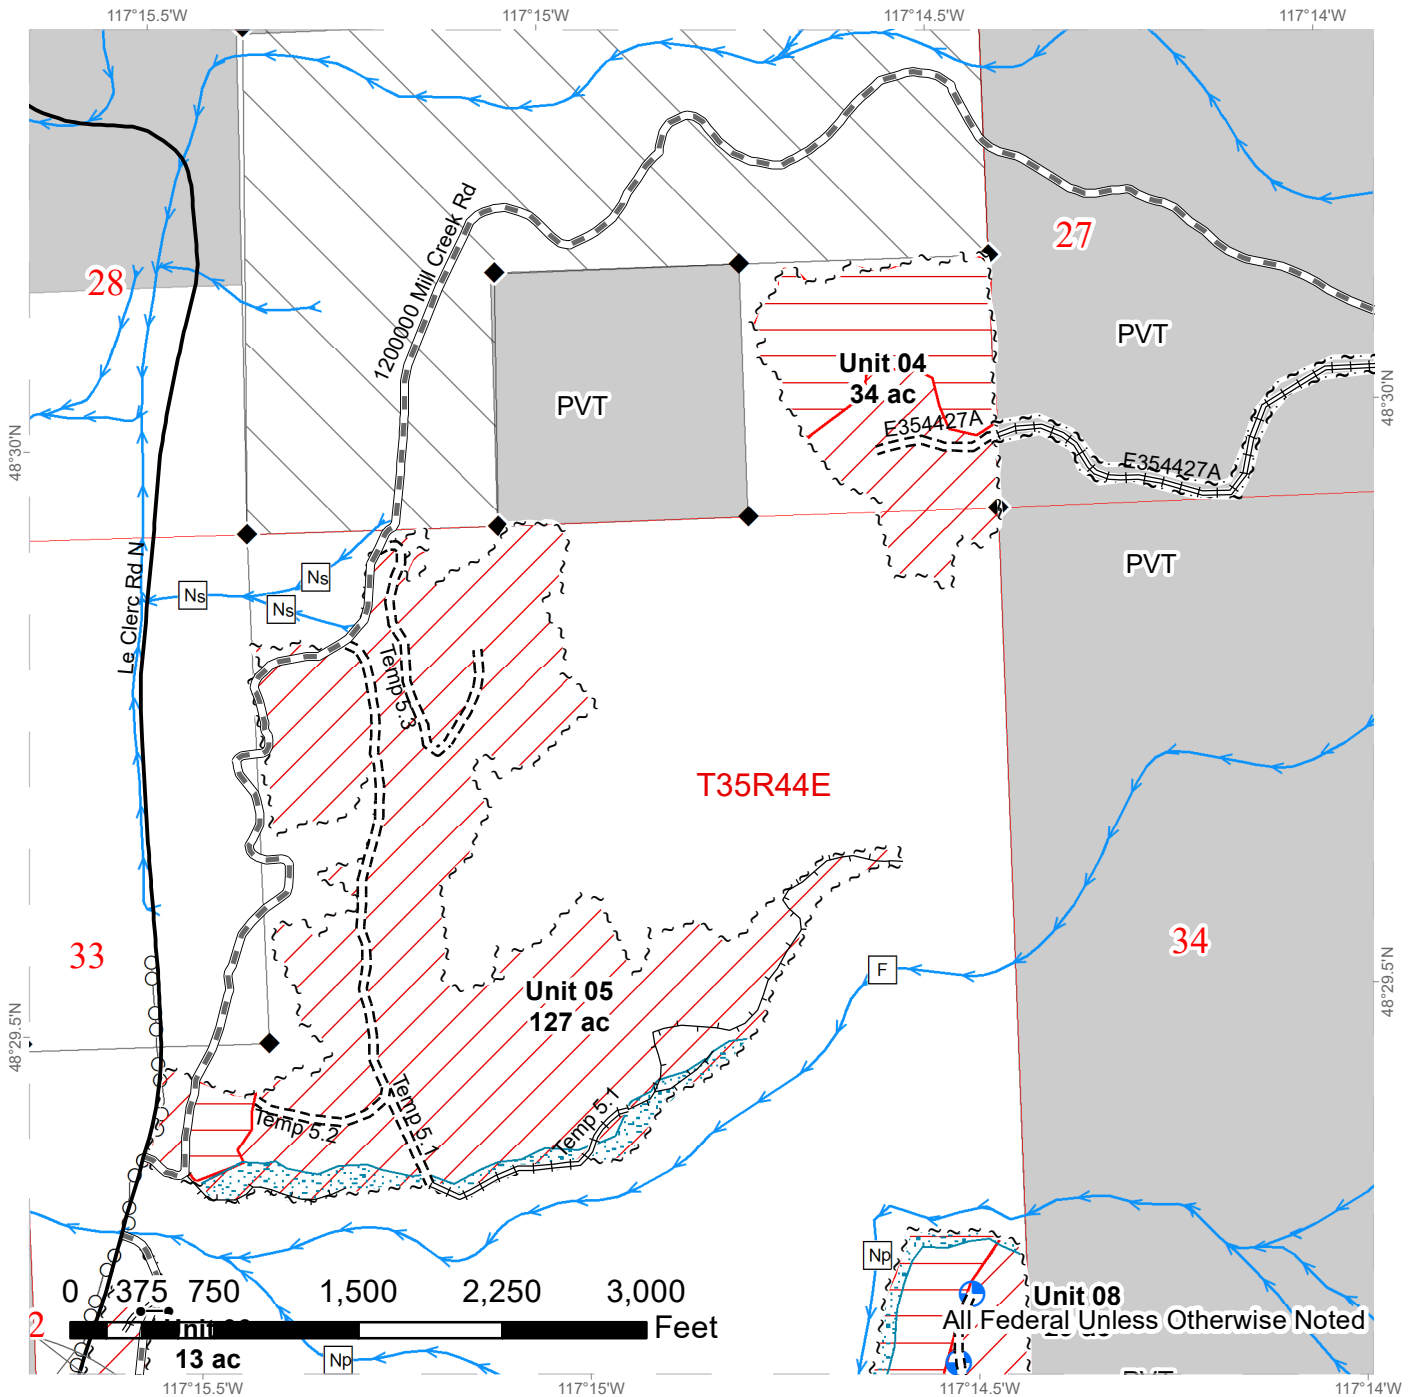 117°15.5'W 117°15'W 117°14.5'W 117°14'W
27
28
1200000 Mill Creek Rd
PVT
PVT
Unit 04
34 ac
E354427A
E354427A
48°30'N
48°30'N
PVT
Le Clerc Rd N
Ns
Ns
Ns
Temp 5.3
T35R44E
33
34
F
Unit 05
127 ac
48°29.5'N
48°29.5'N
Temp 5.2
Temp 5.1
Temp 5.1
Np
0 375 750 1,500 2,250 3,000
Feet
Unit 08
All Federal Unless Otherwise Noted
2
13 ac
Np
PVT
117°15.5'W 117°15'W 117°14.5'W 117°14'W